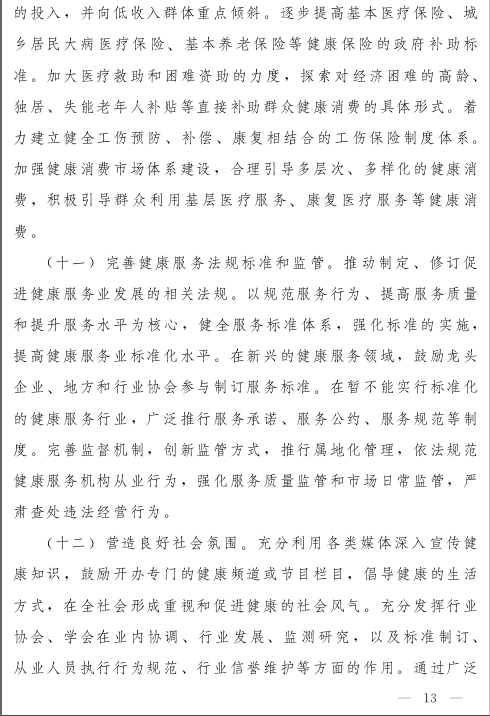 的投入，并向低收入群体重点倾斜。逐步提高基本医疗保险、城
乡居民大病医疗保险、基本养老保险等健康保险的政府补助标
准。加大医疗救助和困难资助的力度，探索对经济困难的高龄、
独居、失能老年人补贴等直接补助群众健康消费的具体形式。着
力建立健全工伤预防、补偿、康复相结合的工伤保险制度体系。
加强健康消费市场体系建设，合理引导多层次、多样化的健康消
费，积极引导群众利用基层医疗服务、康复医疗服务等健康消
费。
（十一）完善健康服务法规标准和监管。推动制定、修订促
进健康服务业发展的相关法规。以规范服务行为、提高服务质量
和提升服务水平为核心，健全服务标准体系，强化标准的实施，
提高健康服务业标准化水平。在新兴的健康服务领域，鼓励龙头
企业、地方和行业协会参与制订服务标准。在暂不能实行标准化
的健康服务行业，广泛推行服务承诺、服务公约、服务规范等制
度。完善监督机制，创新监管方式，推行属地化管理，依法规范
健康服务机构从业行为，强化服务质量监管和市场日常监管，严
肃查处违法经营行为。
（十二）营造良好社会氛围。充分利用各类媒体深入宣传健
康知识，鼓励开办专门的健康频道或节目栏目，倡导健康的生活
方式，在全社会形成重视和促进健康的社会风气。充分发挥行业
协会、学会在业内协调、行业发展、监测研究，以及标准制订、
从业人员执行行为规范、行业信誉维护等方面的作用。通过广泛
— 13 —